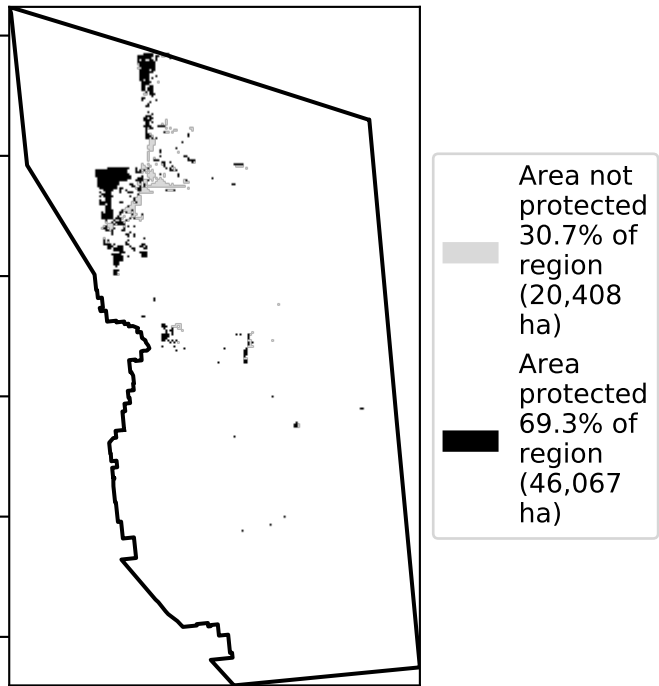 Area not
protected
30.7% of
region
(20,408
ha)
Area
protected
69.3% of
region
(46,067
ha)